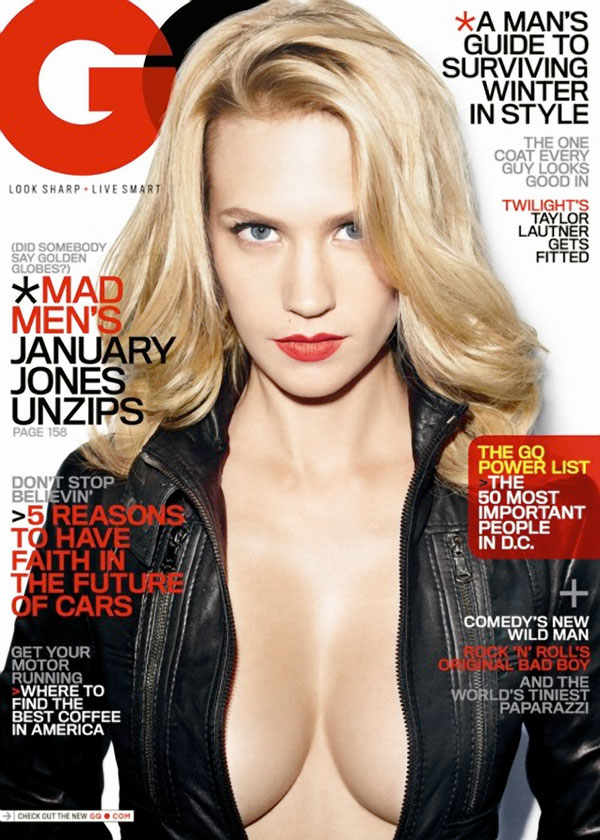 GQ
LOOK SHARP + LIVE SMART
*A MAN'S
GUIDE TO
SURVIVING
WINTER
IN STYLE
THE ONE
COAT EVERY
GUY LOOKS
GOOD IN
TWILIGHT'S
TAYLOR
LAUTNER
GETS
FITTED
(DID SOMEBODY
SAY GOLDEN
GLOBES?)
*MAD
MEN'S
JANUARY
JONES
UNZIPS
PAGE 158
DON'T STOP
BELIEVIN'
>5 REASONS
TO HAVE
FAITH IN
THE FUTURE
OF CARS
GET YOUR
MOTOR
RUNNING
>WHERE TO
FIND THE
BEST COFFEE
IN AMERICA
THE GQ
POWER LIST
>THE
50 MOST
IMPORTANT
PEOPLE
IN D.C.
+
COMEDY'S NEW
WILD MAN
ROCK 'N' ROLL'S
ORIGINAL BAD BOY
AND THE
WORLD'S TINIEST
PAPARAZZI
→ CHECK OUT THE NEW GQ●COM